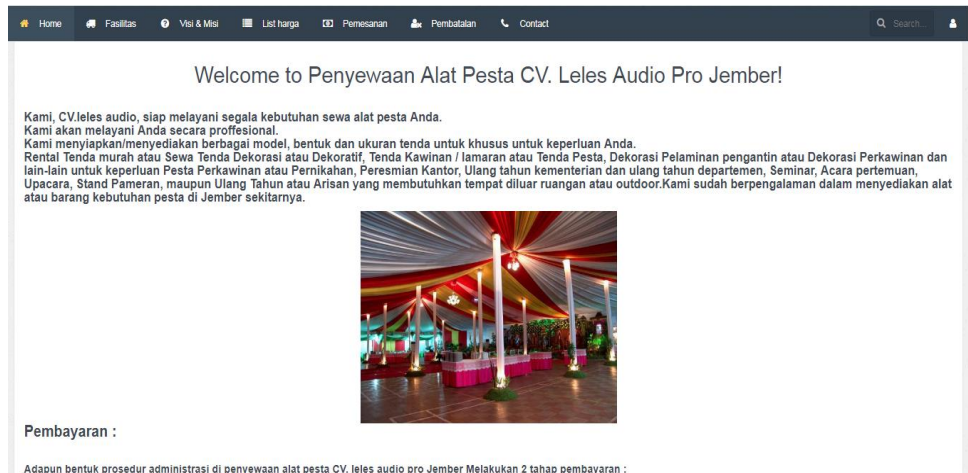 Home Fasilitas Visi & Misi List harga Pemesanan Pembatalan Contact Search...
Welcome to Penyewaan Alat Pesta CV. Leles Audio Pro Jember!
Kami, CV.leles audio, siap melayani segala kebutuhan sewa alat pesta Anda.
Kami akan melayani Anda secara proffesional.
Kami menyiapkan/menyediakan berbagai model, bentuk dan ukuran tenda untuk khusus untuk keperluan Anda.
Rental Tenda murah atau Sewa Tenda Dekorasi atau Dekoratif, Tenda Kawinan / lamaran atau Tenda Pesta, Dekorasi Pelaminan pengantin atau Dekorasi Perkawinan dan
lain-lain untuk keperluan Pesta Perkawinan atau Pernikahan, Peresmian Kantor, Ulang tahun kementerian dan ulang tahun departemen, Seminar, Acara pertemuan,
Upacara, Stand Pameran, maupun Ulang Tahun atau Arisan yang membutuhkan tempat diluar ruangan atau outdoor.Kami sudah berpengalaman dalam menyediakan alat
atau barang kebutuhan pesta di Jember sekitarnya.
Pembayaran :
Adapun bentuk prosedur administrasi di penyewaan alat pesta CV. leles audio pro Jember Melakukan 2 tahap pembayaran :